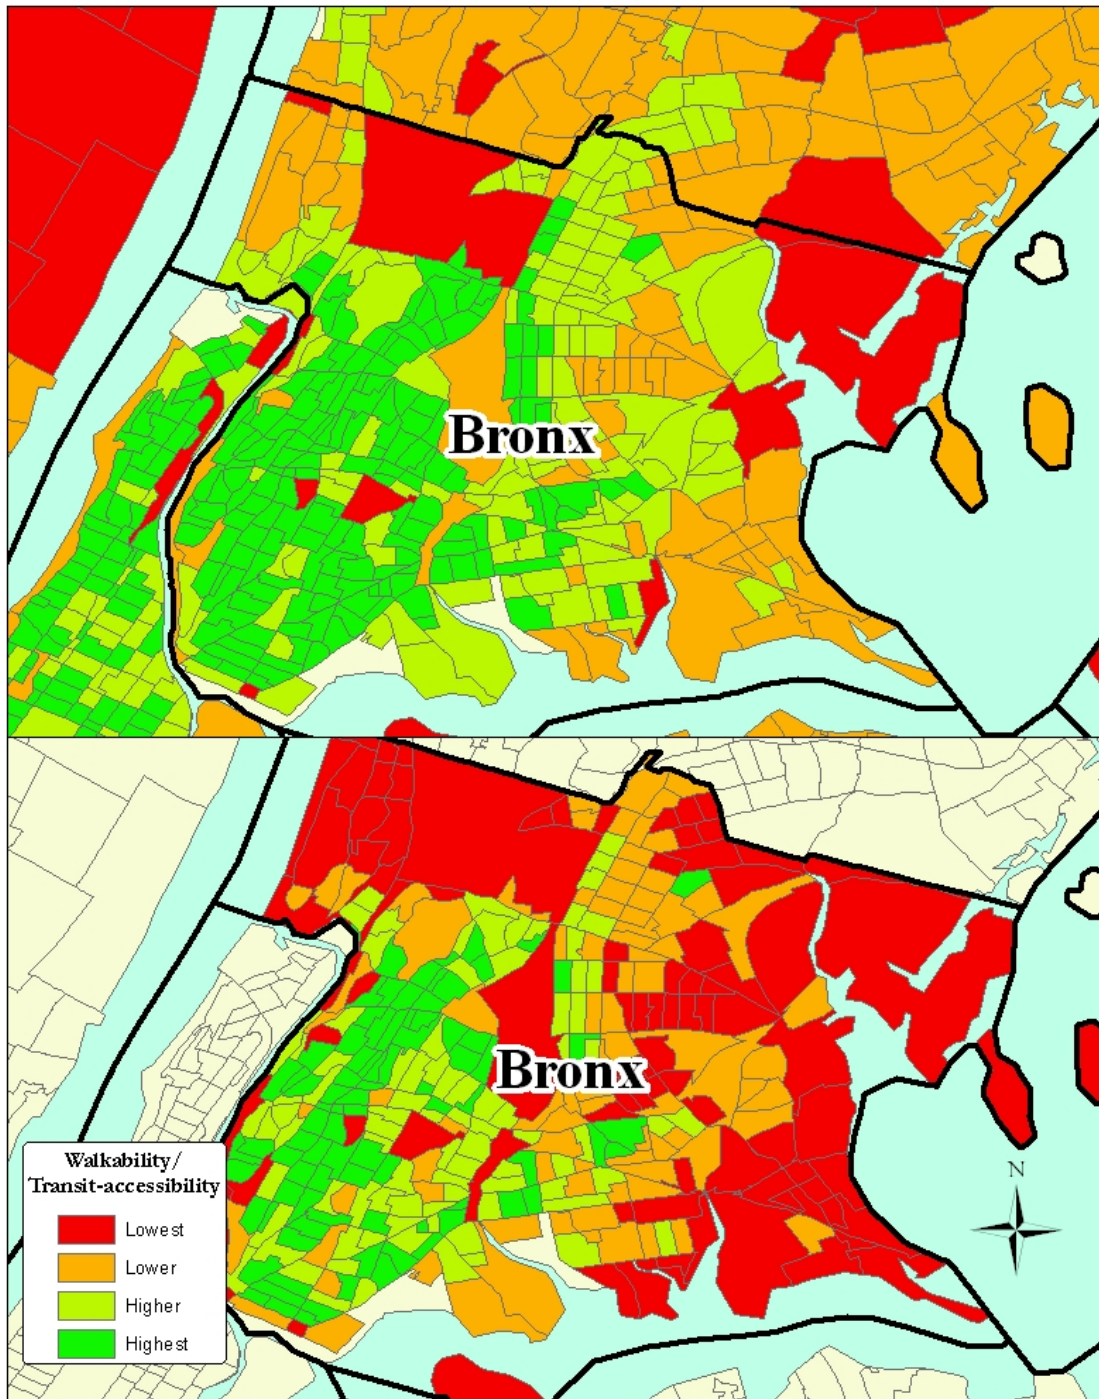 Bronx
Bronx
Walkability/
Transit-accessibility
Lowest
Lower
Higher
Highest
N